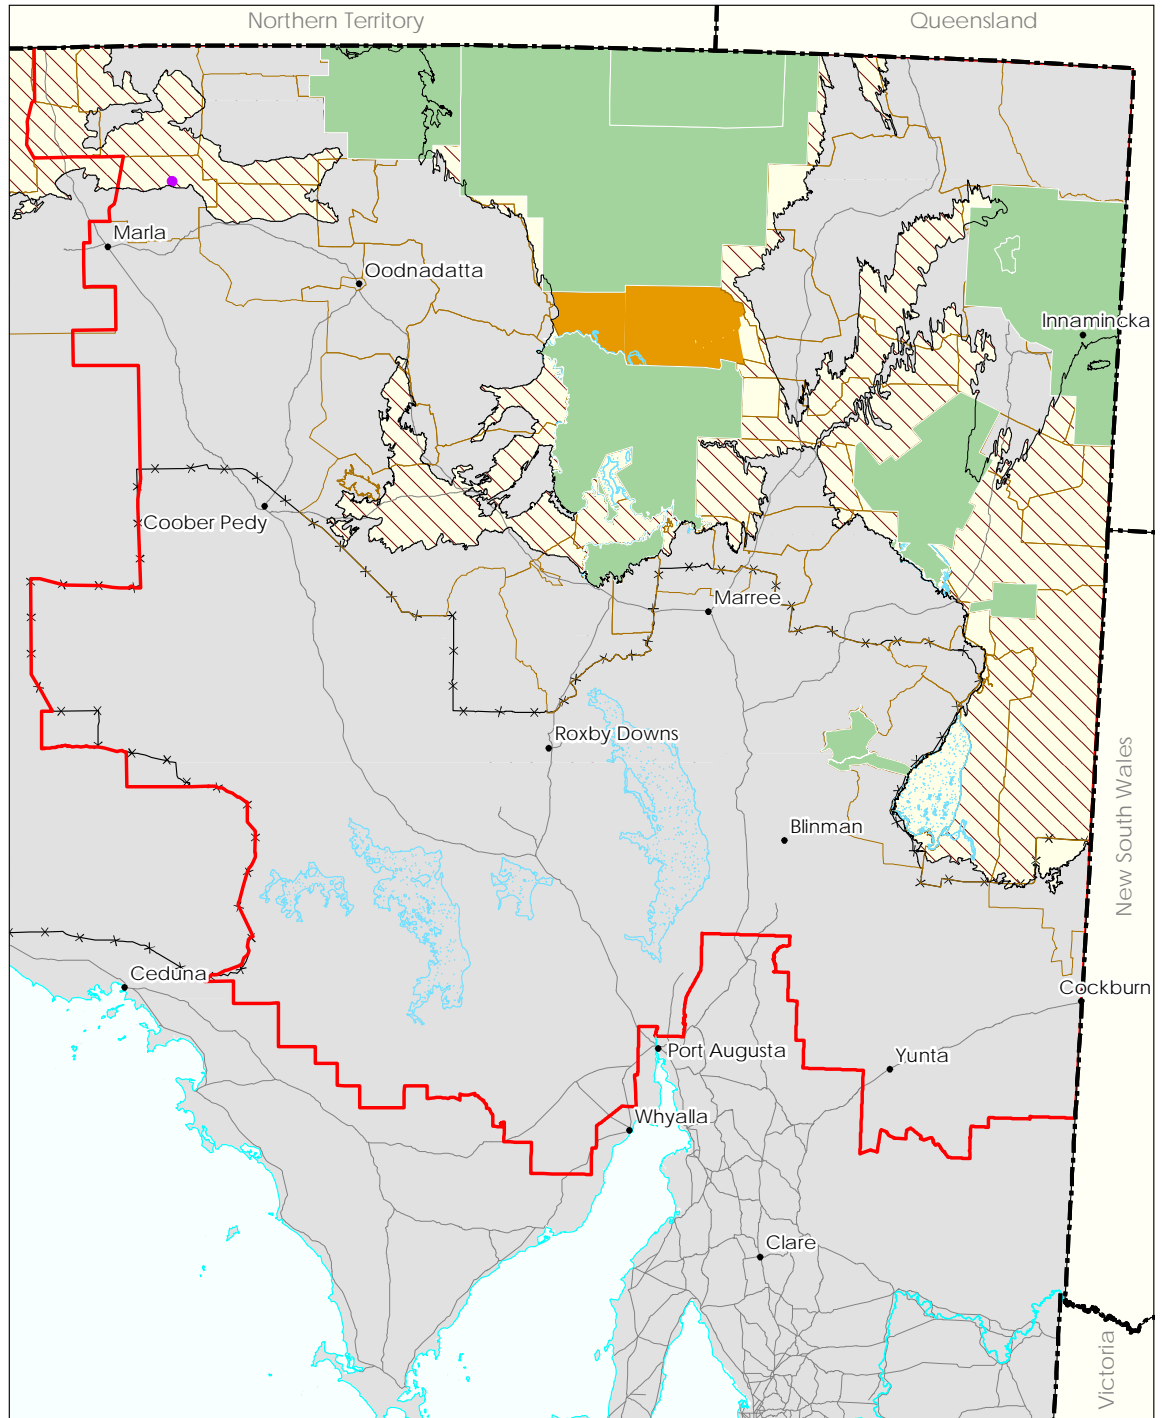 Northern Territory
Queensland
Marla
Oodnadatta
Innamincka
Coober Pedy
Marree
Roxby Downs
New South Wales
Blinman
Ceduna
Cockburn
Port Augusta
Yunta
Whyalla
Clare
Victoria